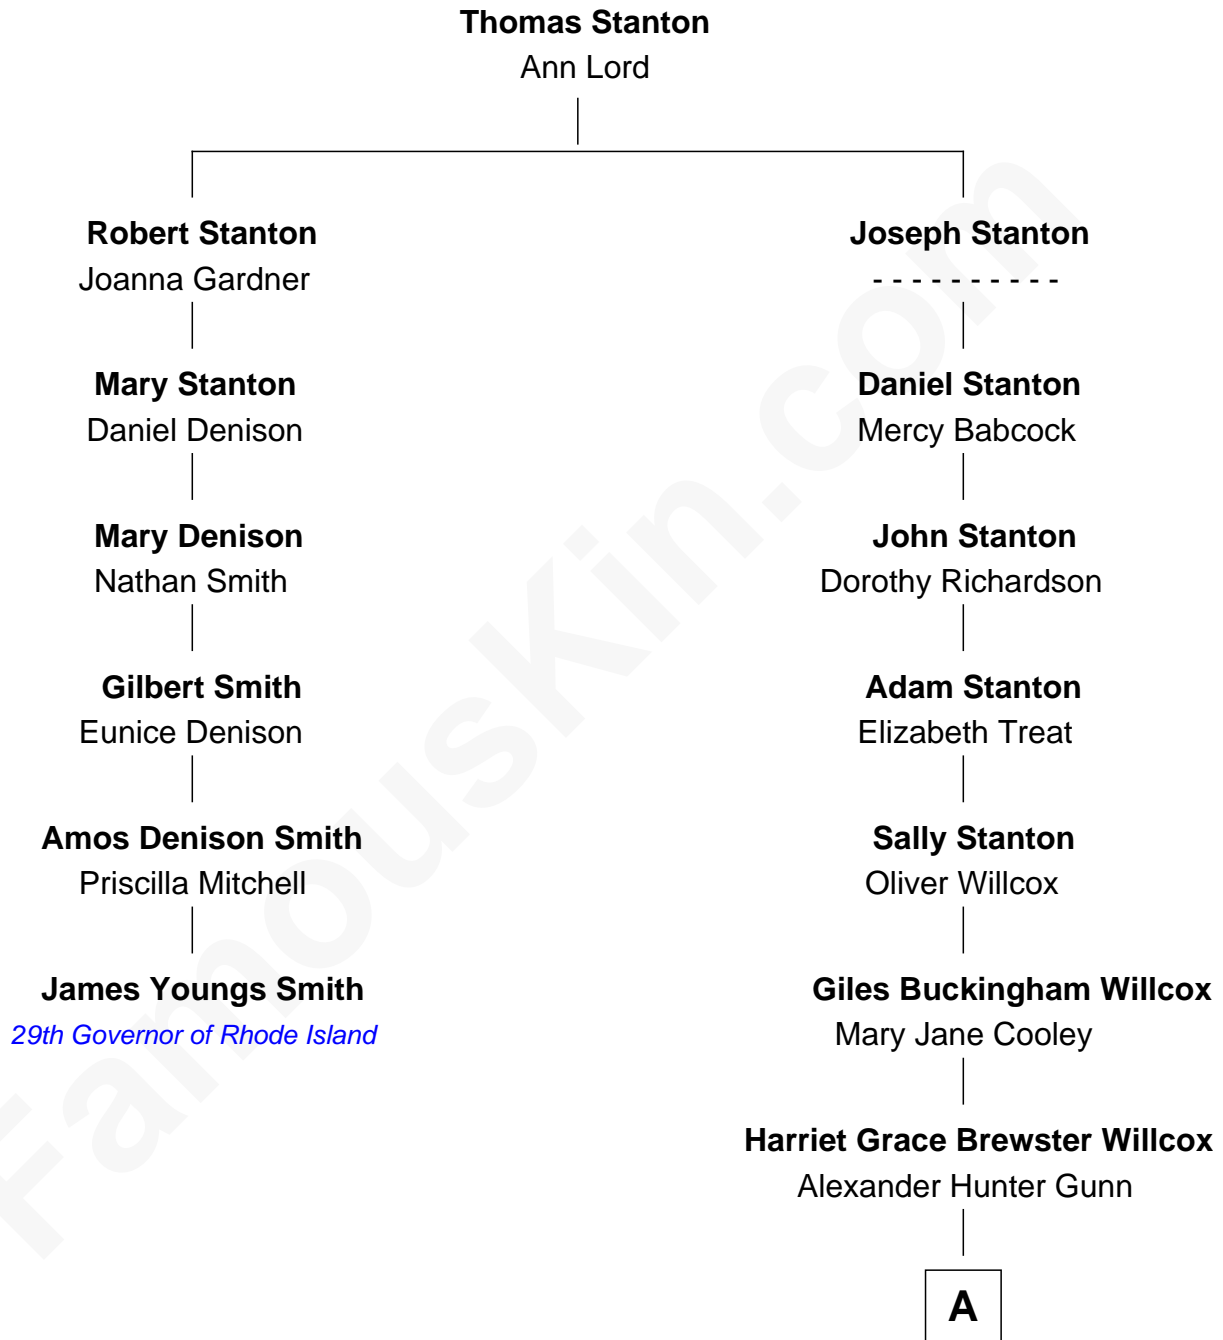 Thomas Stanton
Ann Lord
Robert Stanton
Joanna Gardner
Joseph Stanton
- - - - - - - - - -
Mary Stanton
Daniel Denison
Daniel Stanton
Mercy Babcock
Mary Denison
Nathan Smith
John Stanton
Dorothy Richardson
Gilbert Smith
Eunice Denison
Adam Stanton
Elizabeth Treat
Amos Denison Smith
Priscilla Mitchell
Sally Stanton
Oliver Willcox
James Youngs Smith
29th Governor of Rhode Island
Giles Buckingham Willcox
Mary Jane Cooley
Harriet Grace Brewster Willcox
Alexander Hunter Gunn
A
FamousKin.com